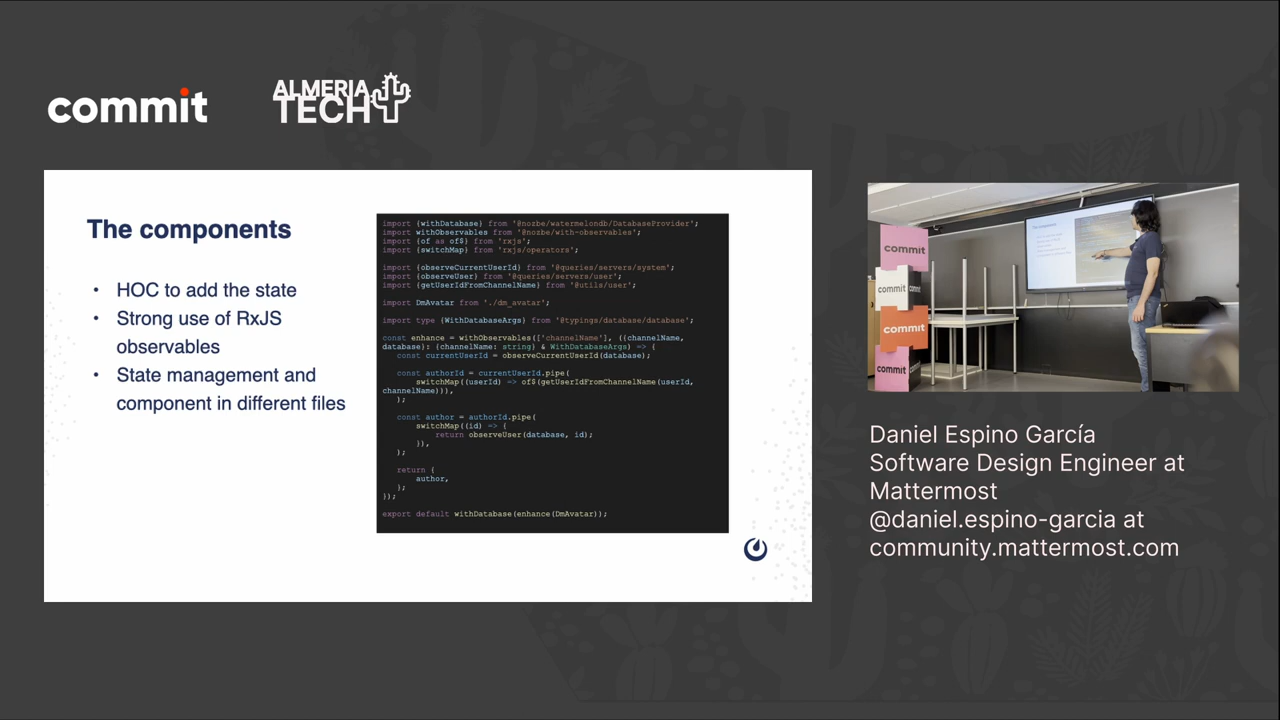 commit
ALMERIA
TECH
The components
• HOC to add the state
• Strong use of RxJS
observables
• State management and
component in different files
import {withDatabase} from '@nozbe/watermelondb/DatabaseProvider';
import withObservables from '@nozbe/with-observables';
import {of as of$} from 'rxjs';
import {switchMap} from 'rxjs/operators';
import {observeCurrentUserId} from '@queries/servers/system';
import {observeUser} from '@queries/servers/user';
import {getUserIdFromChannelName} from '@utils/user';
import DmAvatar from './dm_avatar';
import type {WithDatabaseArgs} from '@typings/database/database';
const enhance = withObservables(['channelName'], ({channelName,
database}: {channelName: string} & WithDatabaseArgs) => {
const currentUserId = observeCurrentUserId(database);
const authorId = currentUserId.pipe(
switchMap((userId) => of$(getUserIdFromChannelName(userId,
channelName))),
);
const author = authorId.pipe(
switchMap((id) => {
return observeUser(database, id);
}),
);
return {
author,
};
});
export default withDatabase(enhance(DmAvatar));
commit
commit
commit
commit
Daniel Espino García
Software Design Engineer at
Mattermost
@daniel.espino-garcia at
community.mattermost.com